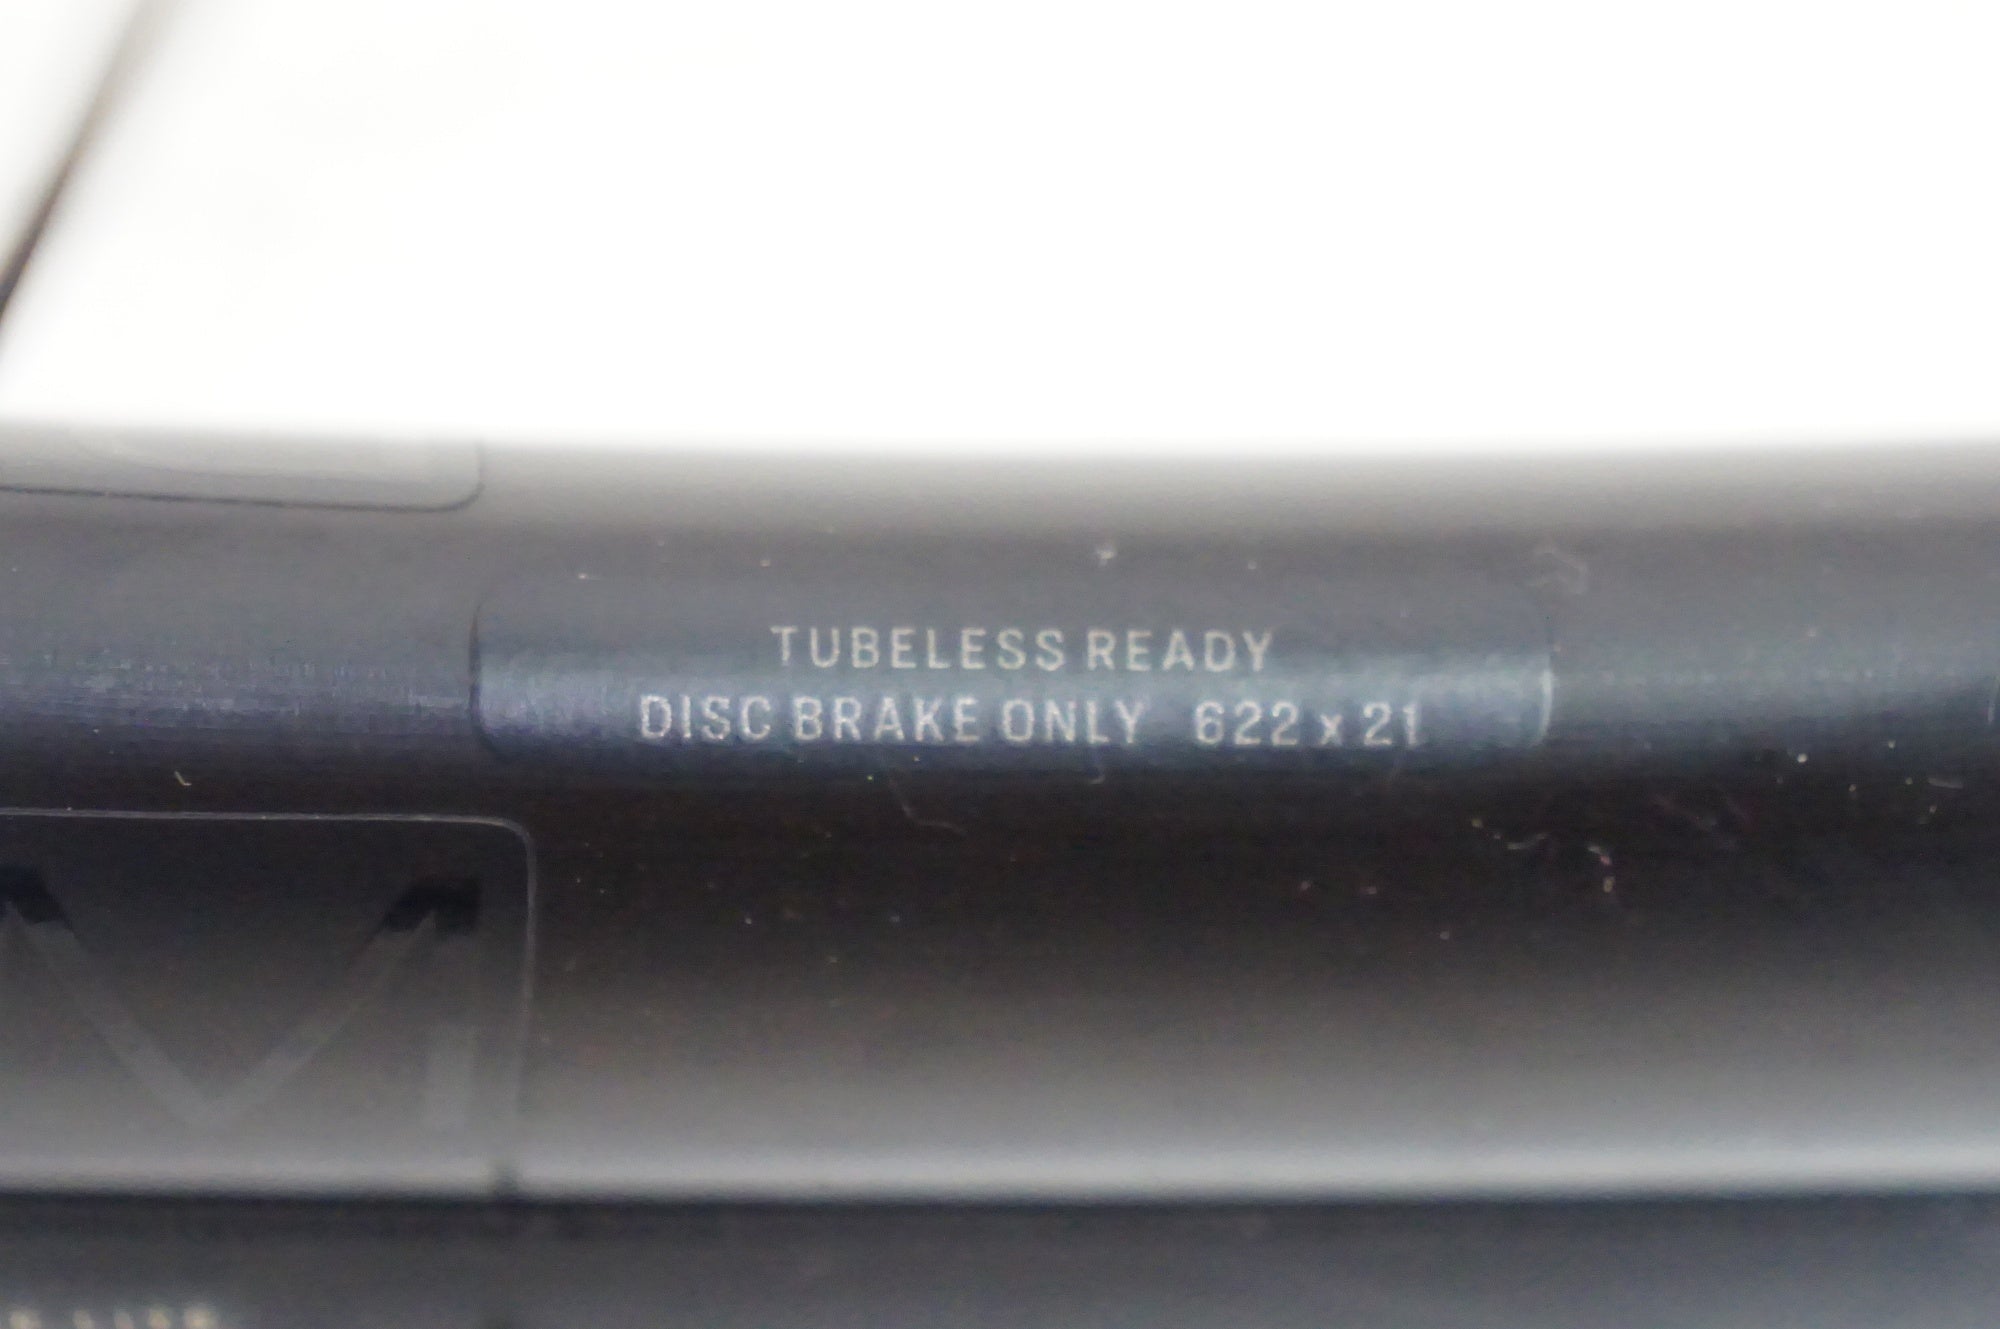 TUBELESS READY
DISC BRAKE ONLY 622 x 21
M